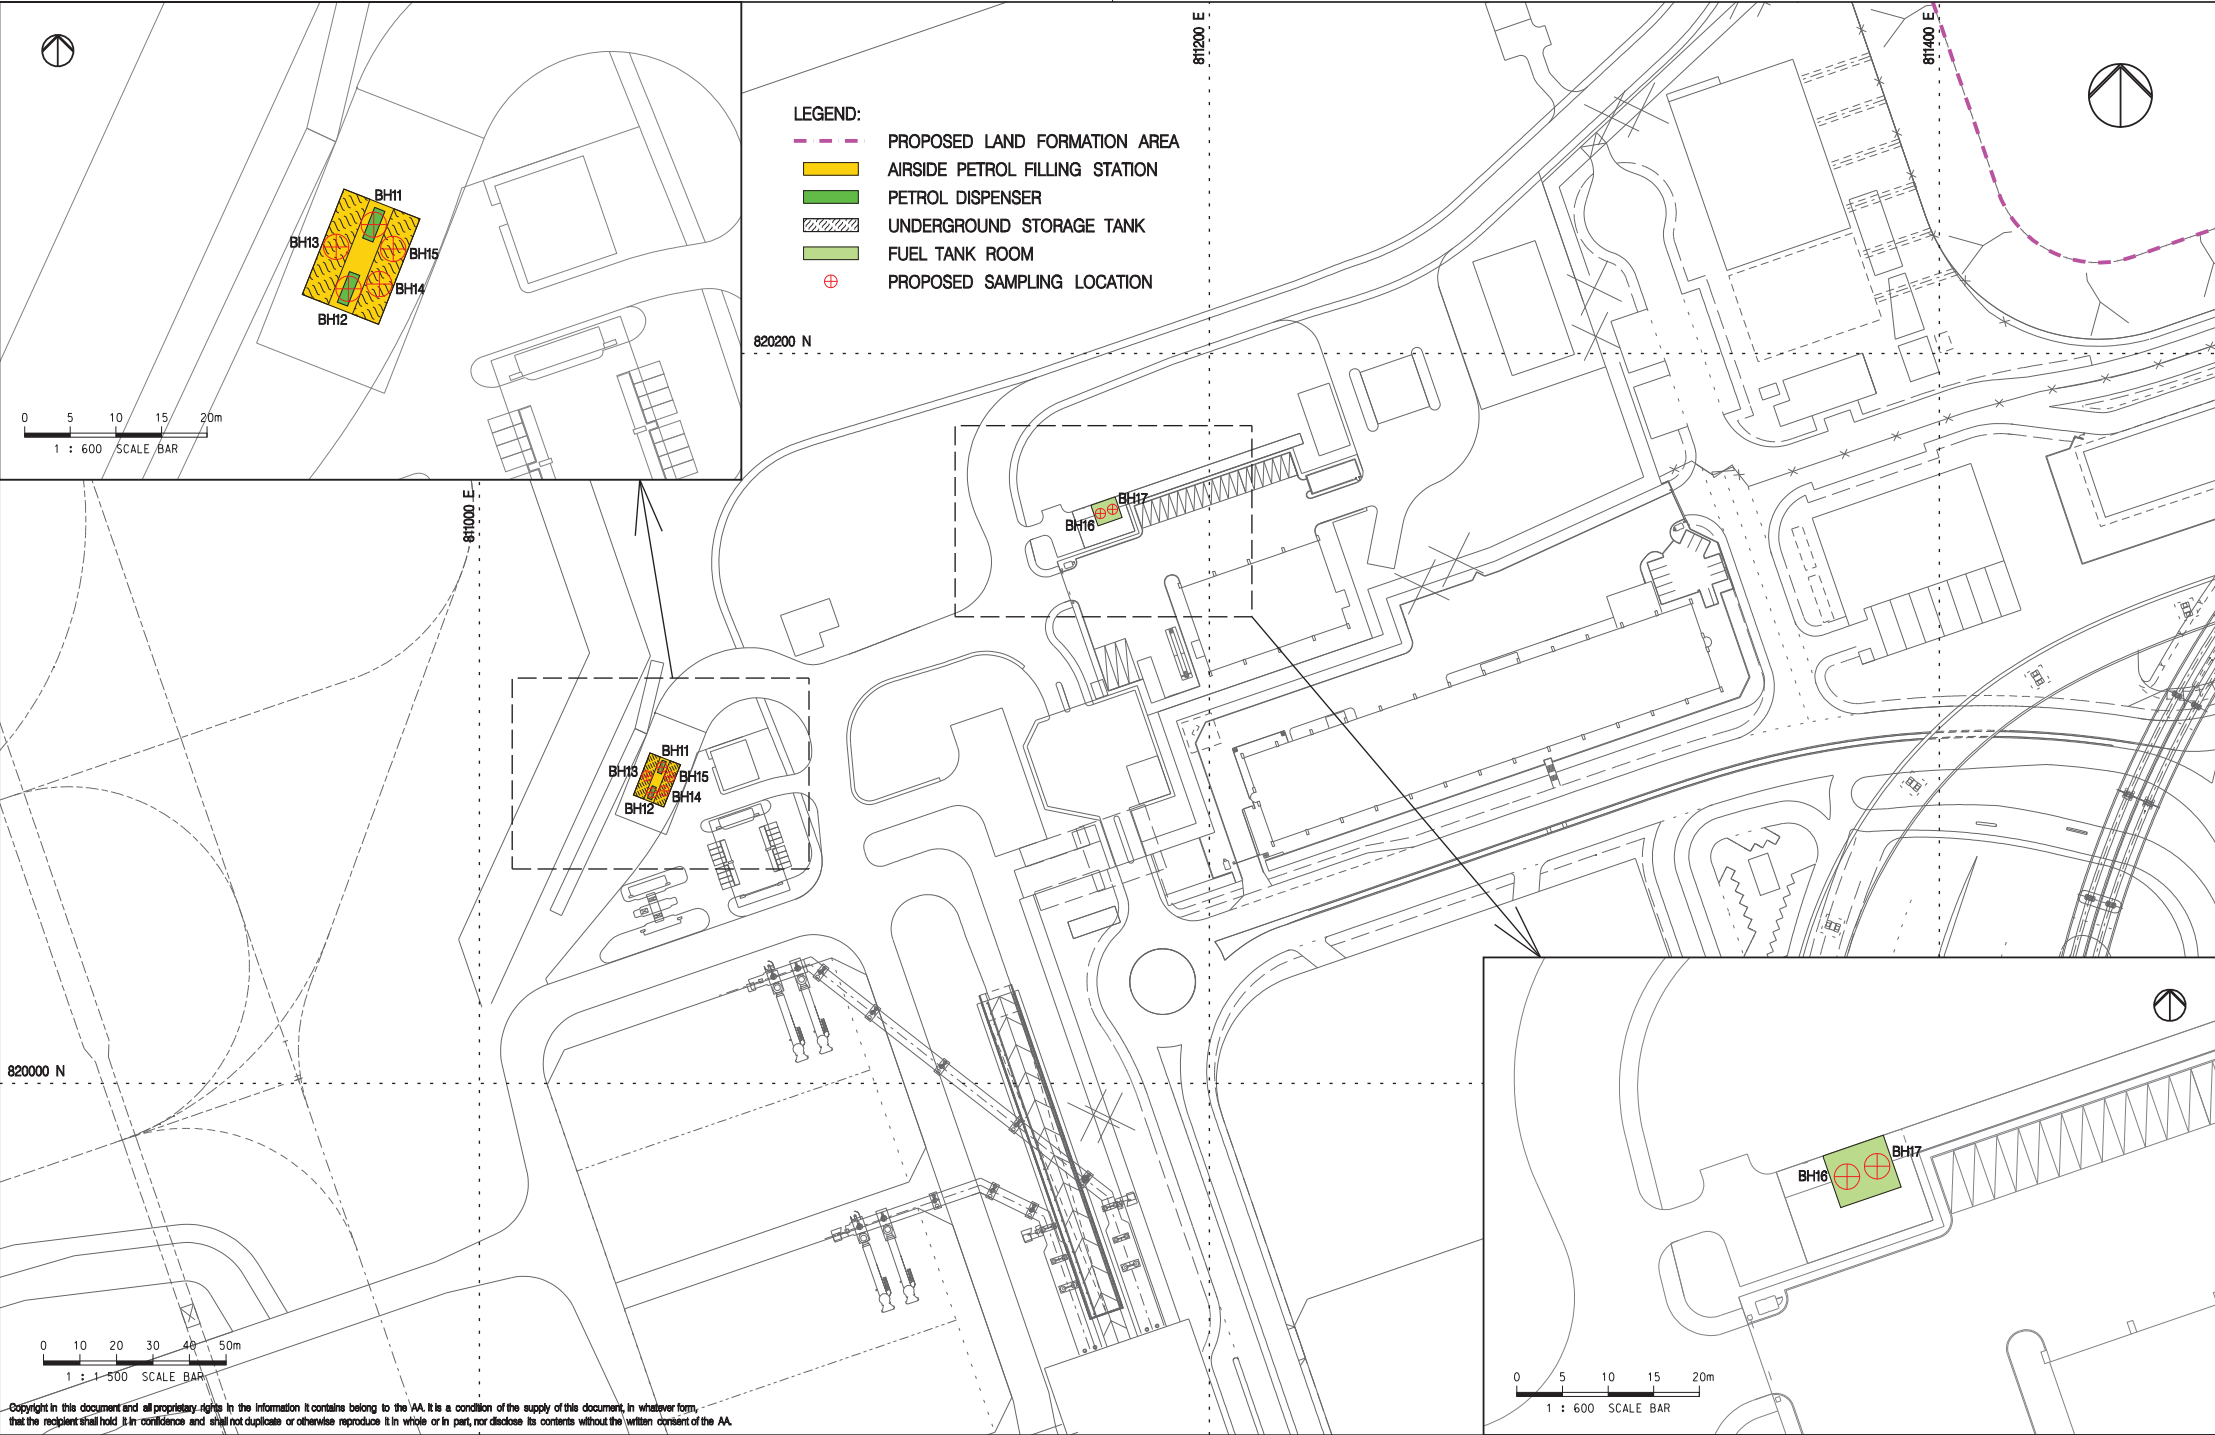 BH11
BH13
BH15
BH14
BH12
0 5 10 15 20m
1 : 600 SCALE BAR
811200 E
811400 E
LEGEND:
PROPOSED LAND FORMATION AREA
AIRSIDE PETROL FILLING STATION
PETROL DISPENSER
UNDERGROUND STORAGE TANK
FUEL TANK ROOM
PROPOSED SAMPLING LOCATION
820200 N
811000 E
BH17
BH16
BH11
BH13
BH15
BH14
BH12
820000 N
BH17
BH16
0 10 20 30 40 50m
1 : 1 500 SCALE BAR
0 5 10 15 20m
1 : 600 SCALE BAR
Copyright in this document and all proprietary rights in the information it contains belong to the AA. It is a condition of the supply of this document, in whatever form,
that the recipient shall hold it in confidence and shall not duplicate or otherwise reproduce it in whole or in part, nor disclose its contents without the written consent of the AA.